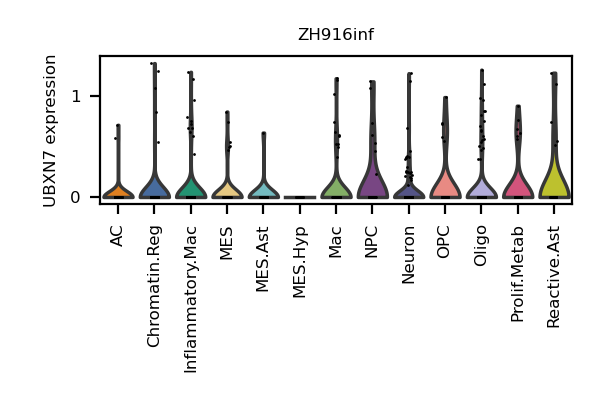 ZH916inf
UBXN7 expression
1
0
AC
Chromatin.Reg
Inflammatory.Mac
MES
MES.Ast
MES.Hyp
Mac
NPC
Neuron
OPC
Oligo
Prolif.Metab
Reactive.Ast